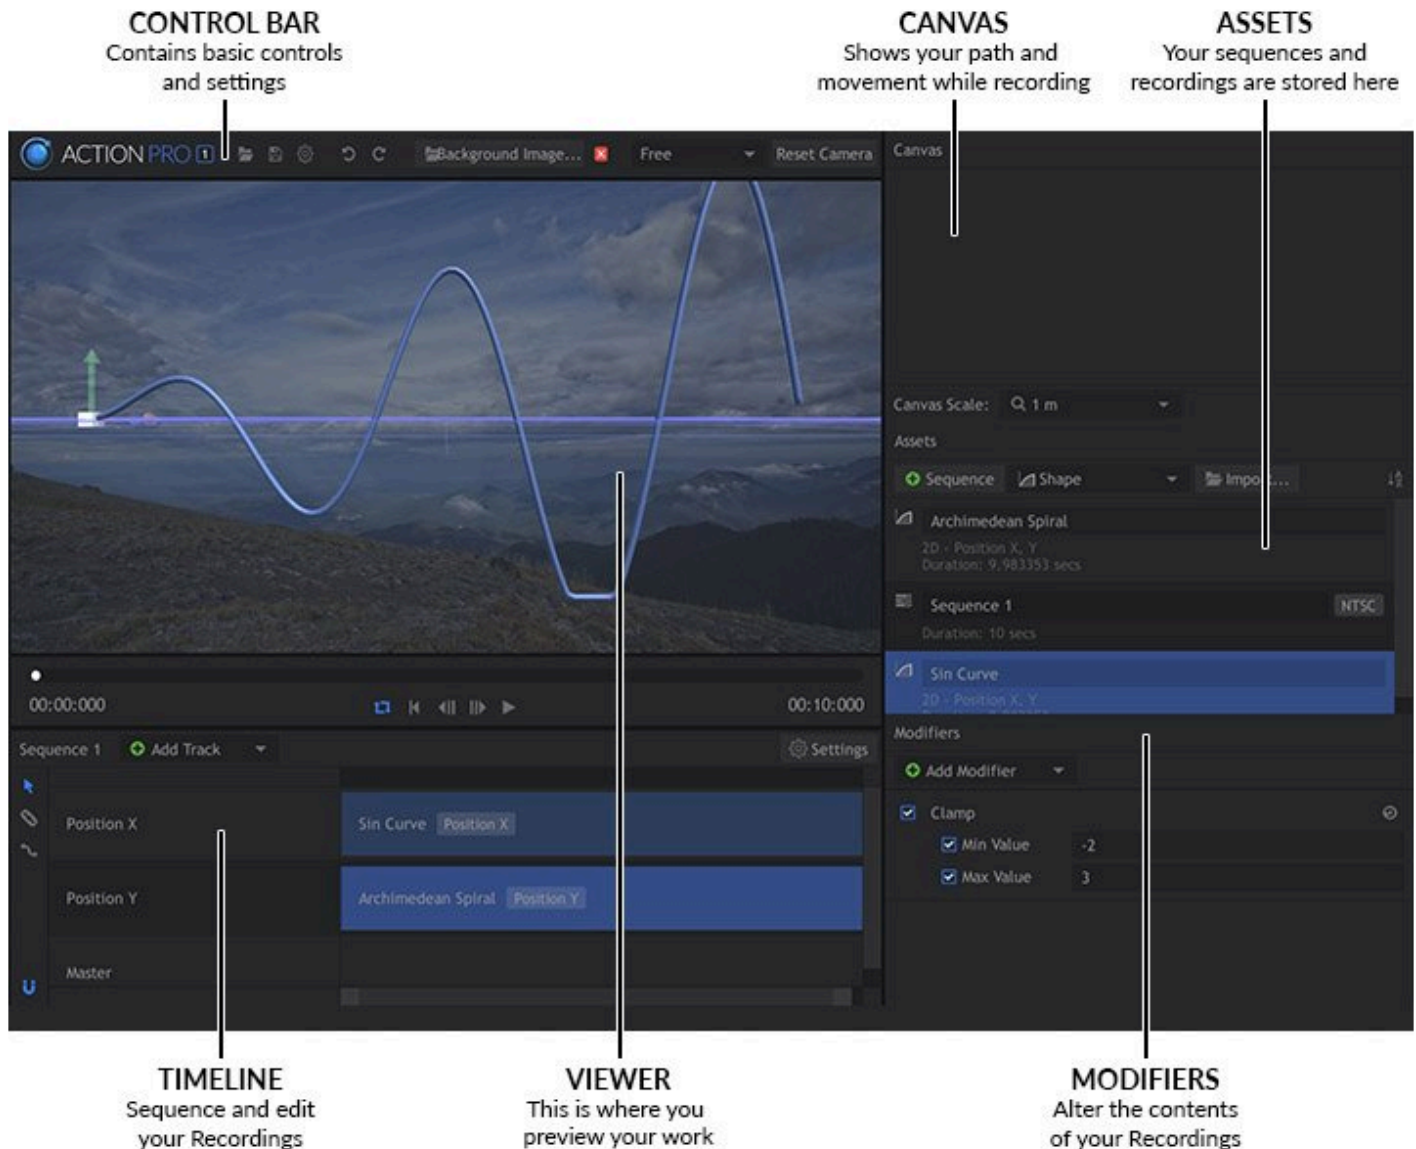 CONTROL BAR
Contains basic controls
and settings
CANVAS
Shows your path and
movement while recording
ASSETS
Your sequences and
recordings are stored here
ACTION PRO 1
Background Image...
Free
Reset Camera
Canvas
Canvas Scale:
1 m
Assets
Sequence
Shape
Archimedean Spiral
2D - Position X, Y
Duration: 9.983353 secs
Sequence 1
NTSC
Duration: 10 secs
Sin Curve
2D - Position X, Y
00:00:000
00:10:000
Sequence 1
Add Track
Settings
Position X
Sin Curve
Position X
Position Y
Archimedean Spiral
Position Y
Master
Modifiers
Add Modifier
Clamp
Min Value
-2
Max Value
3
TIMELINE
Sequence and edit
your Recordings
VIEWER
This is where you
preview your work
MODIFIERS
Alter the contents
of your Recordings